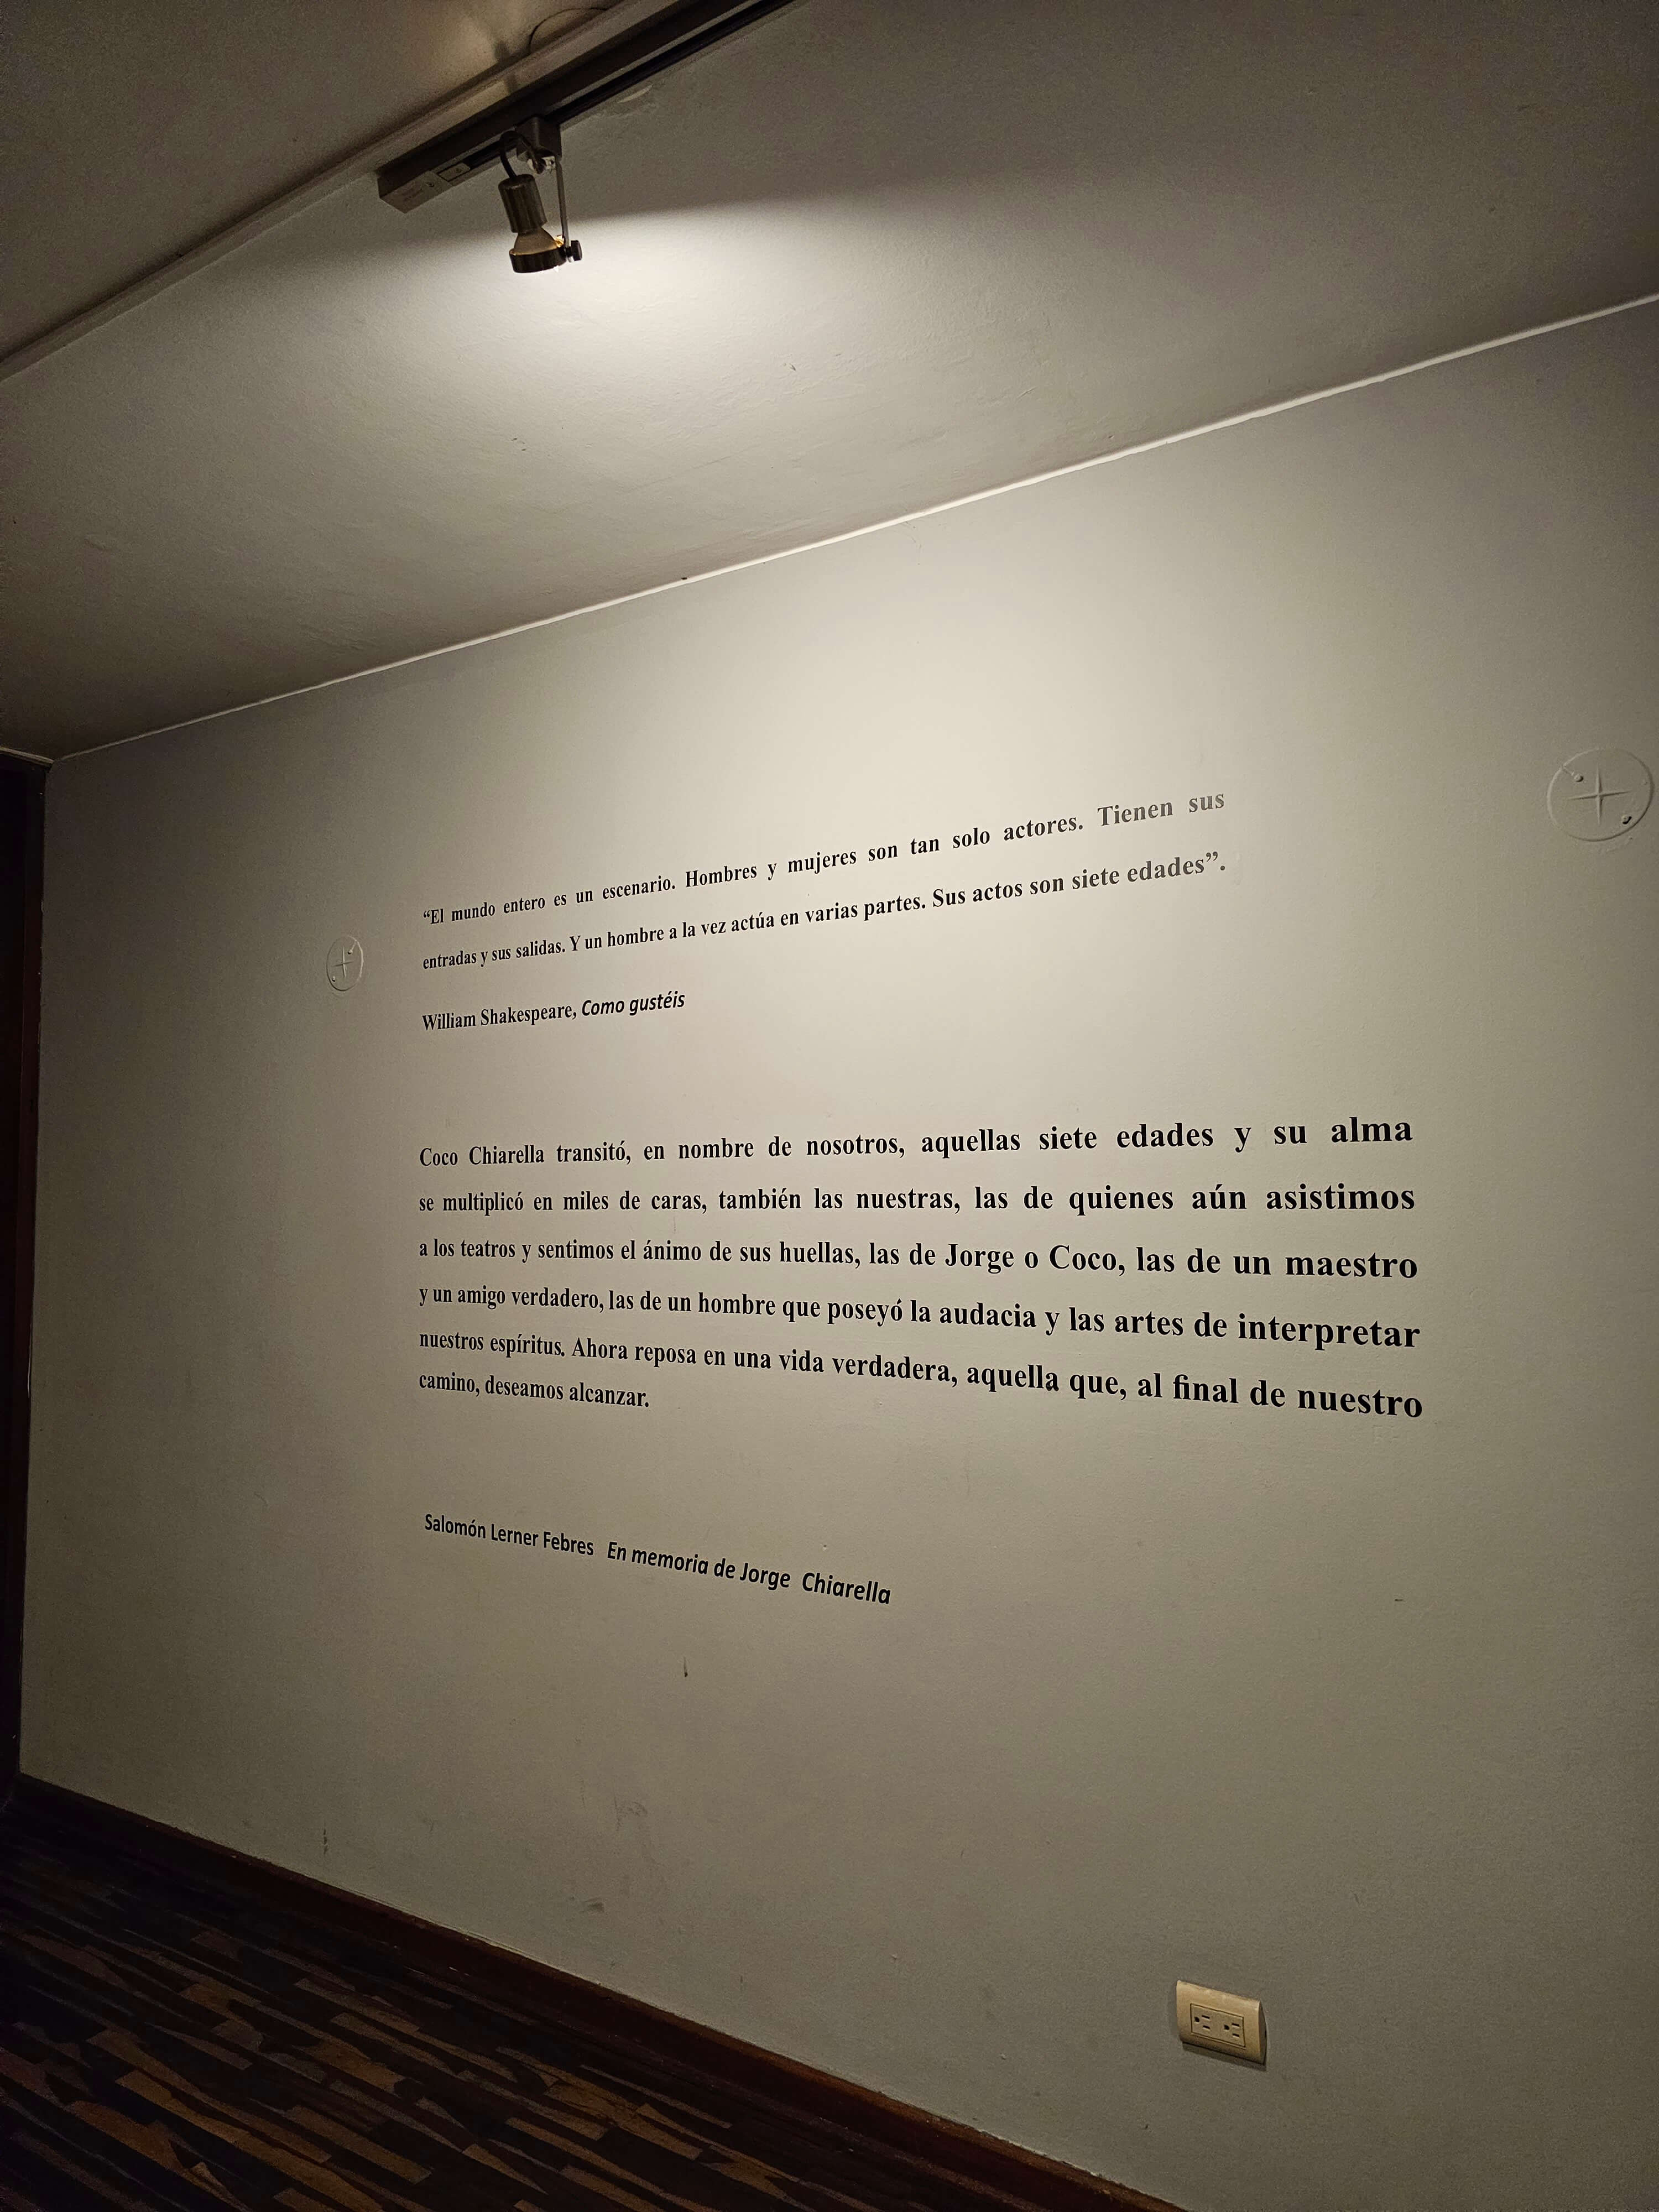 “El mundo entero es un escenario. Hombres y mujeres son tan solo actores. Tienen sus
entradas y sus salidas. Y un hombre a la vez actúa en varias partes. Sus actos son siete edades”.
William Shakespeare, Como gustéis
Coco Chiarella transitó, en nombre de nosotros, aquellas siete edades y su alma
se multiplicó en miles de caras, también las nuestras, las de quienes aún asistimos
a los teatros y sentimos el ánimo de sus huellas, las de Jorge o Coco, las de un maestro
y un amigo verdadero, las de un hombre que poseyó la audacia y las artes de interpretar
nuestros espíritus. Ahora reposa en una vida verdadera, aquella que, al final de nuestro
camino, deseamos alcanzar.
Salomón Lerner Febres En memoria de Jorge Chiarella